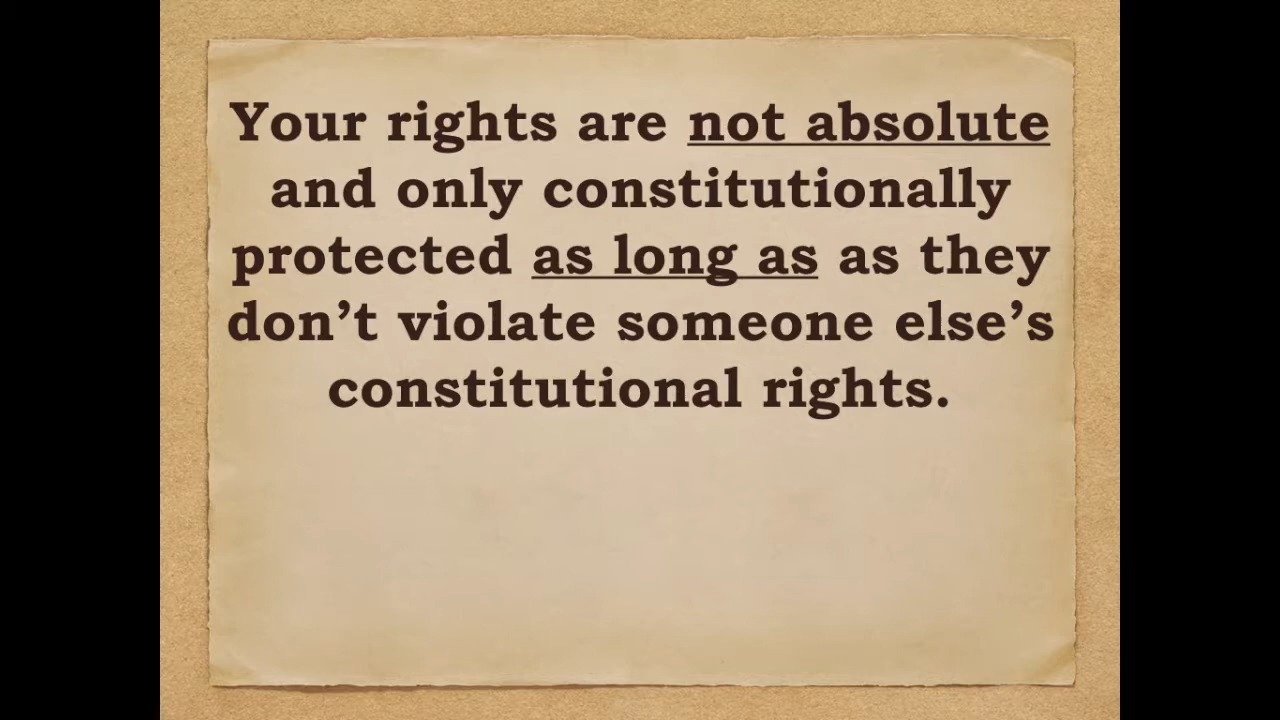 Your rights are not absolute
and only constitutionally
protected as long as as they
don’t violate someone else’s
constitutional rights.